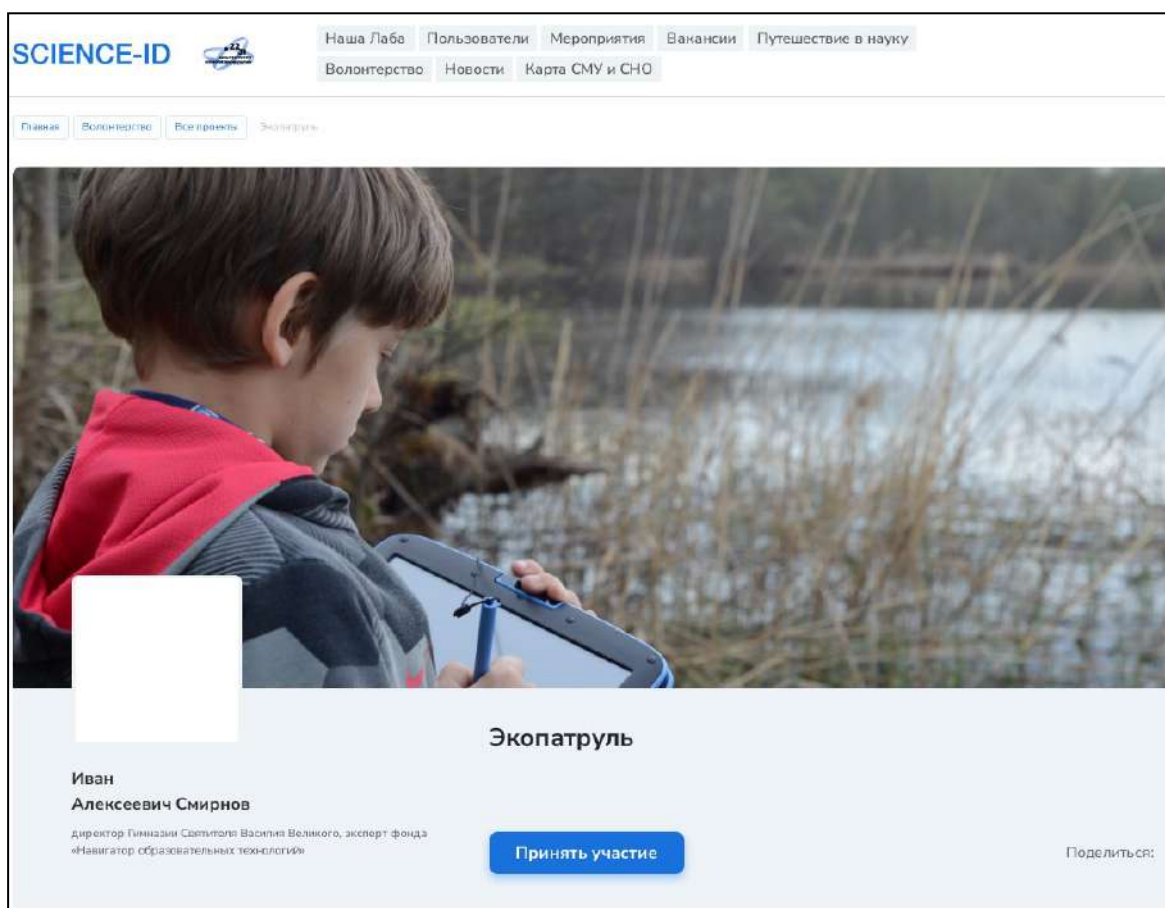 SCIENCE-ID
Наша Лаба Пользователи Мероприятия Вакансии Путешествие в науку
Волонтерство Новости Карта СМУ и СНО
Главная Волонтерство Все проекты Экопатруль
Экопатруль
Иван
Алексеевич Смирнов
директор Гимназии Святителя Василия Великого, эксперт фонда
«Навигатор образовательных технологий»
Принять участие
Поделиться: